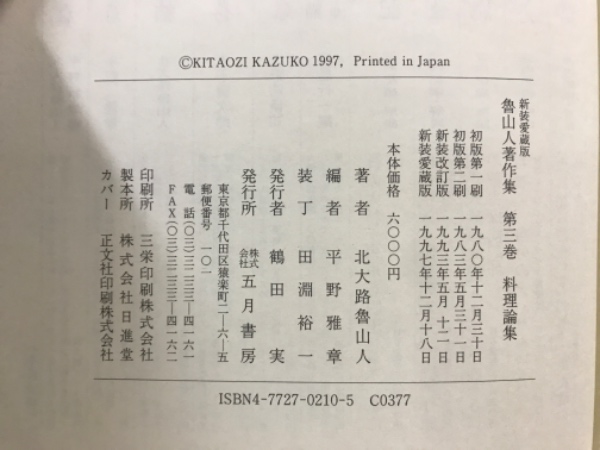 ©KITAOZI KAZUKO 1997, Printed in Japan
新装愛蔵版
魯山人著作集 第三巻 料理論集
初版第一刷 一九八〇年十二月三十日
初版第二刷 一九八三年五月三十一日
新装改訂版 一九九三年五月 十二日
新装愛蔵版 一九九七年十二月十八日
本体価格 六〇〇〇円
著者 北大路魯山人
編者 平野雅章
装丁 田淵裕一
発行者 鶴田 実
発行所 株式会社 五月書房
東京都千代田区猿楽町二—六—五
郵便番号 一〇一
電話(〇三)三二三三—四一六一
FAX(〇三)三二三三—四一六二
印刷所 三栄印刷株式会社
製本所 株式会社日進堂
カバー 正文社印刷株式会社
ISBN4-7727-0210-5 C0377